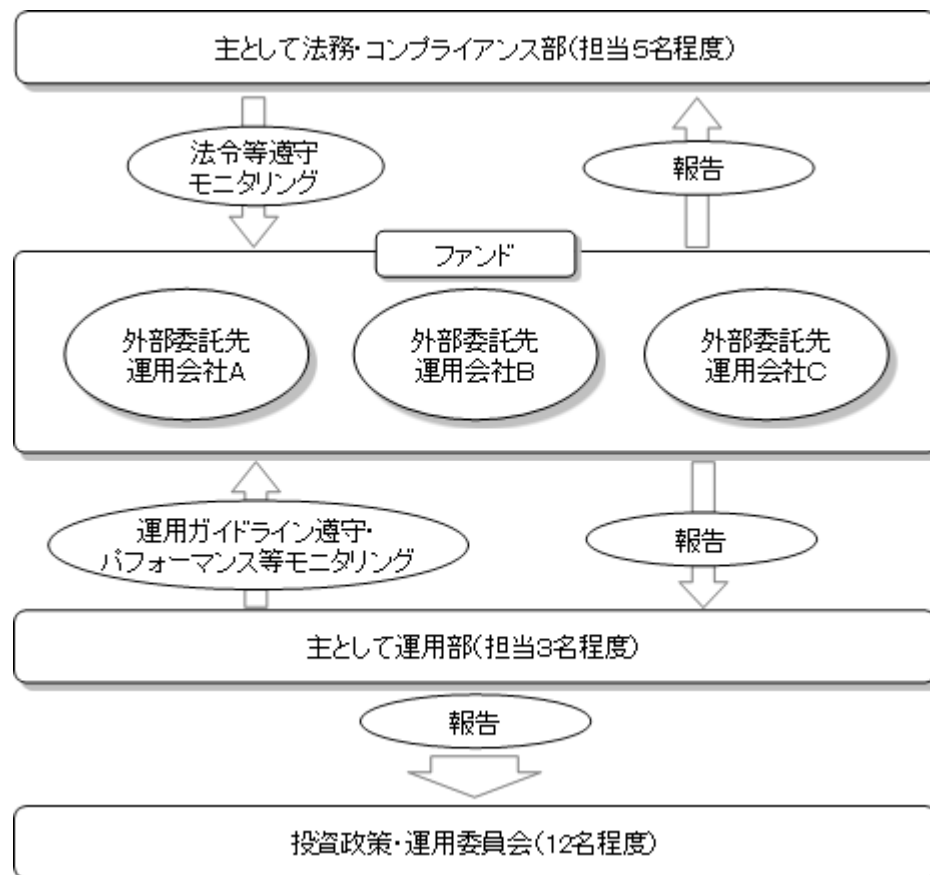 主として法務・コンプライアンス部(担当5名程度)
法令等遵守
モニタリング
報告
ファンド
外部委託先
運用会社A
外部委託先
運用会社B
外部委託先
運用会社C
運用ガイドライン遵守・
パフォーマンス等モニタリング
報告
主として運用部(担当3名程度)
報告
投資政策・運用委員会(12名程度)